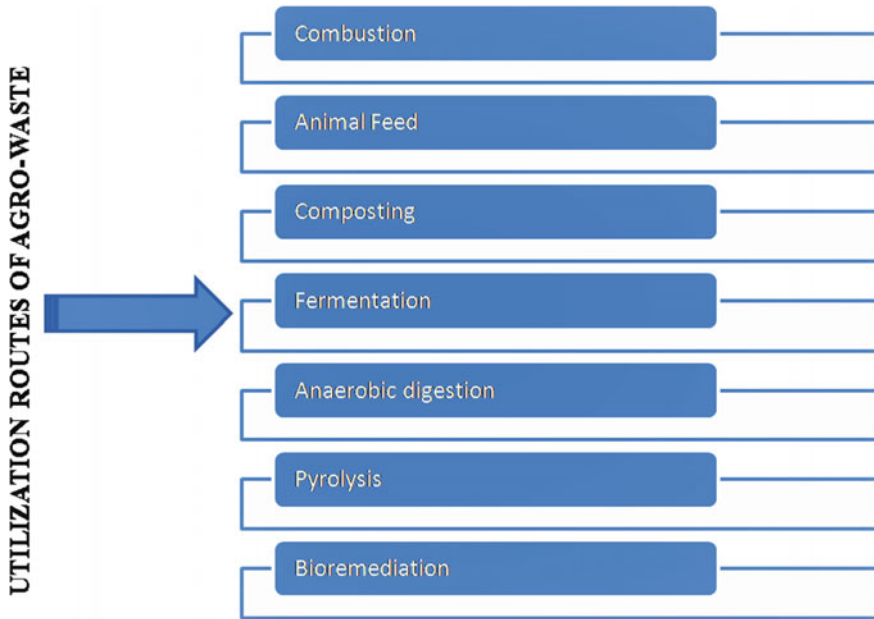 UTILIZATION ROUTES OF AGRO-WASTE
Combustion
Animal Feed
Composting
Fermentation
Anaerobic digestion
Pyrolysis
Bioremediation